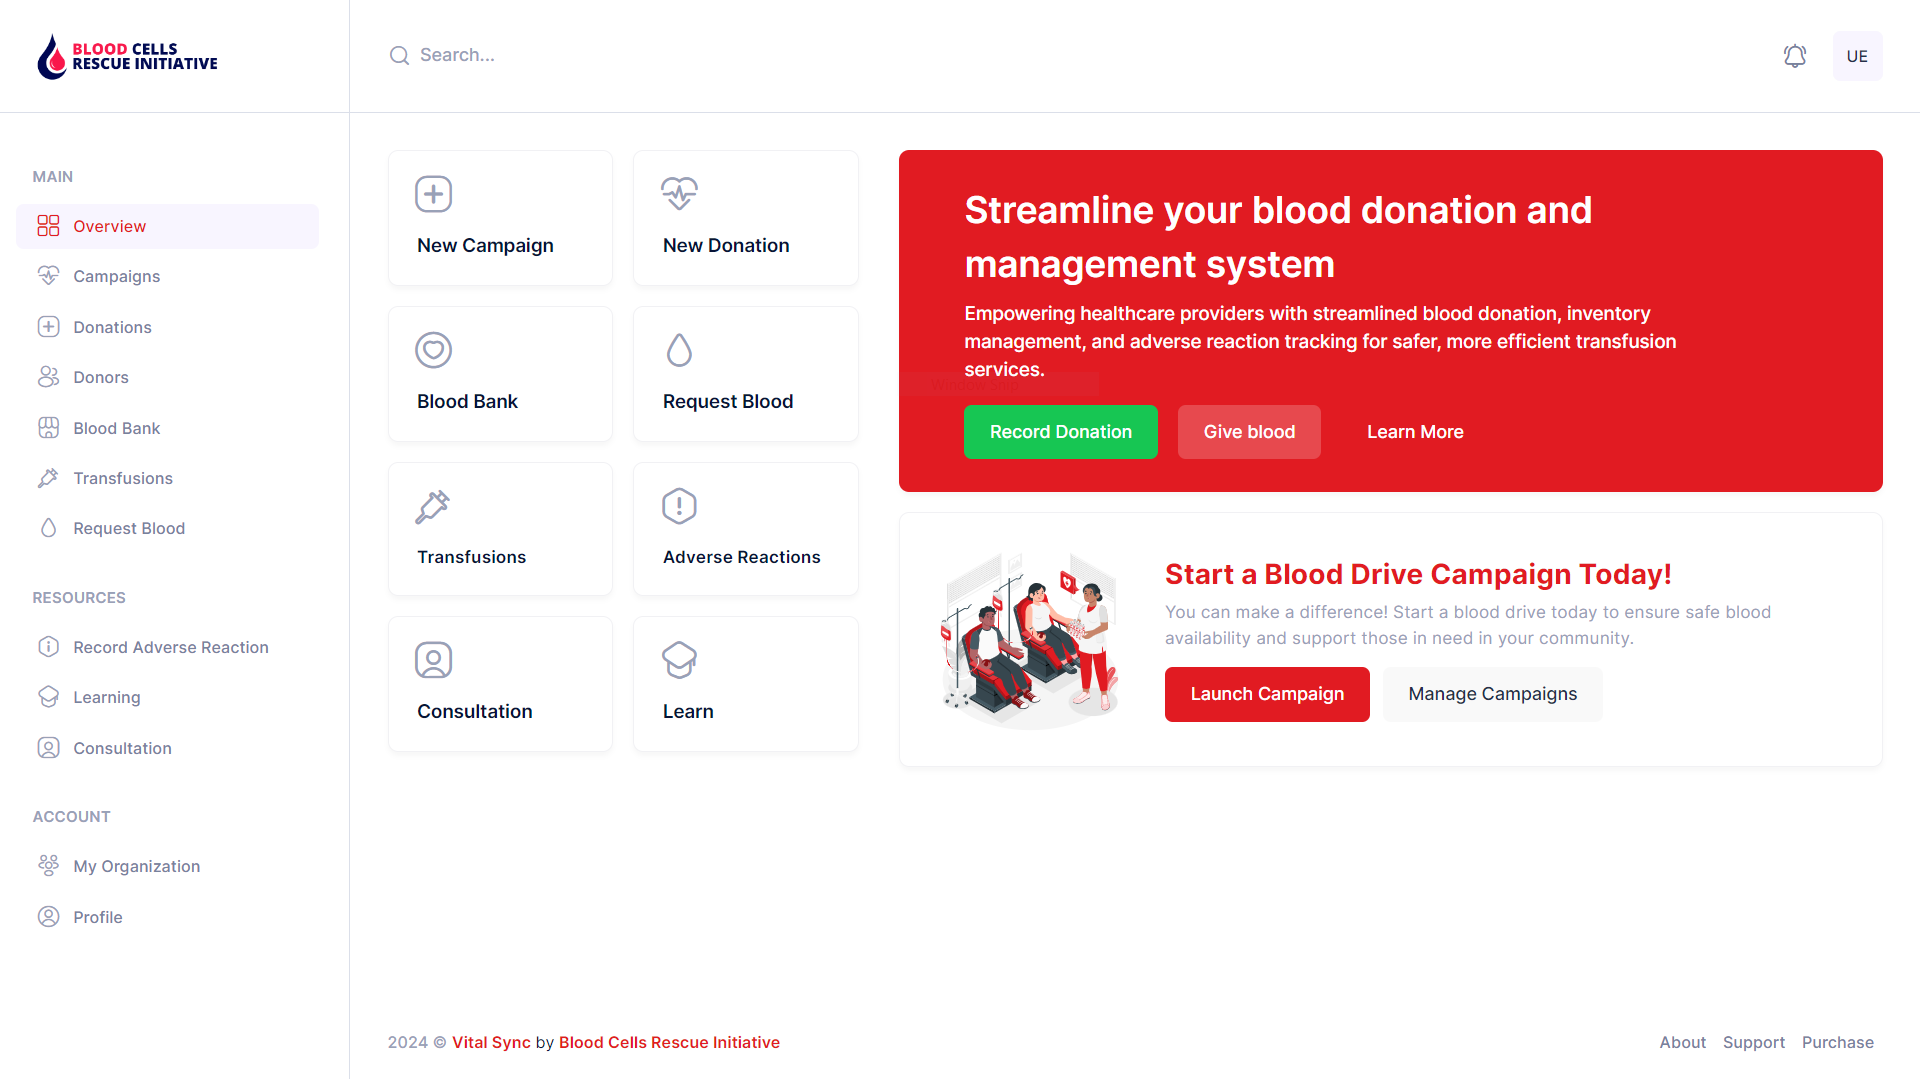 BLOOD CELLS
RESCUE INITIATIVE
Search...
UE
MAIN
Overview
Campaigns
Donations
Donors
Blood Bank
Transfusions
Request Blood
RESOURCES
Record Adverse Reaction
Learning
Consultation
ACCOUNT
My Organization
Profile
New Campaign
New Donation
Blood Bank
Request Blood
Transfusions
Adverse Reactions
Consultation
Learn
Streamline your blood donation and
management system
Empowering healthcare providers with streamlined blood donation, inventory
management, and adverse reaction tracking for safer, more efficient transfusion
services.
Window Snip
Record Donation
Give blood
Learn More
Start a Blood Drive Campaign Today!
You can make a difference! Start a blood drive today to ensure safe blood
availability and support those in need in your community.
Launch Campaign
Manage Campaigns
2024 © Vital Sync by Blood Cells Rescue Initiative
About
Support
Purchase